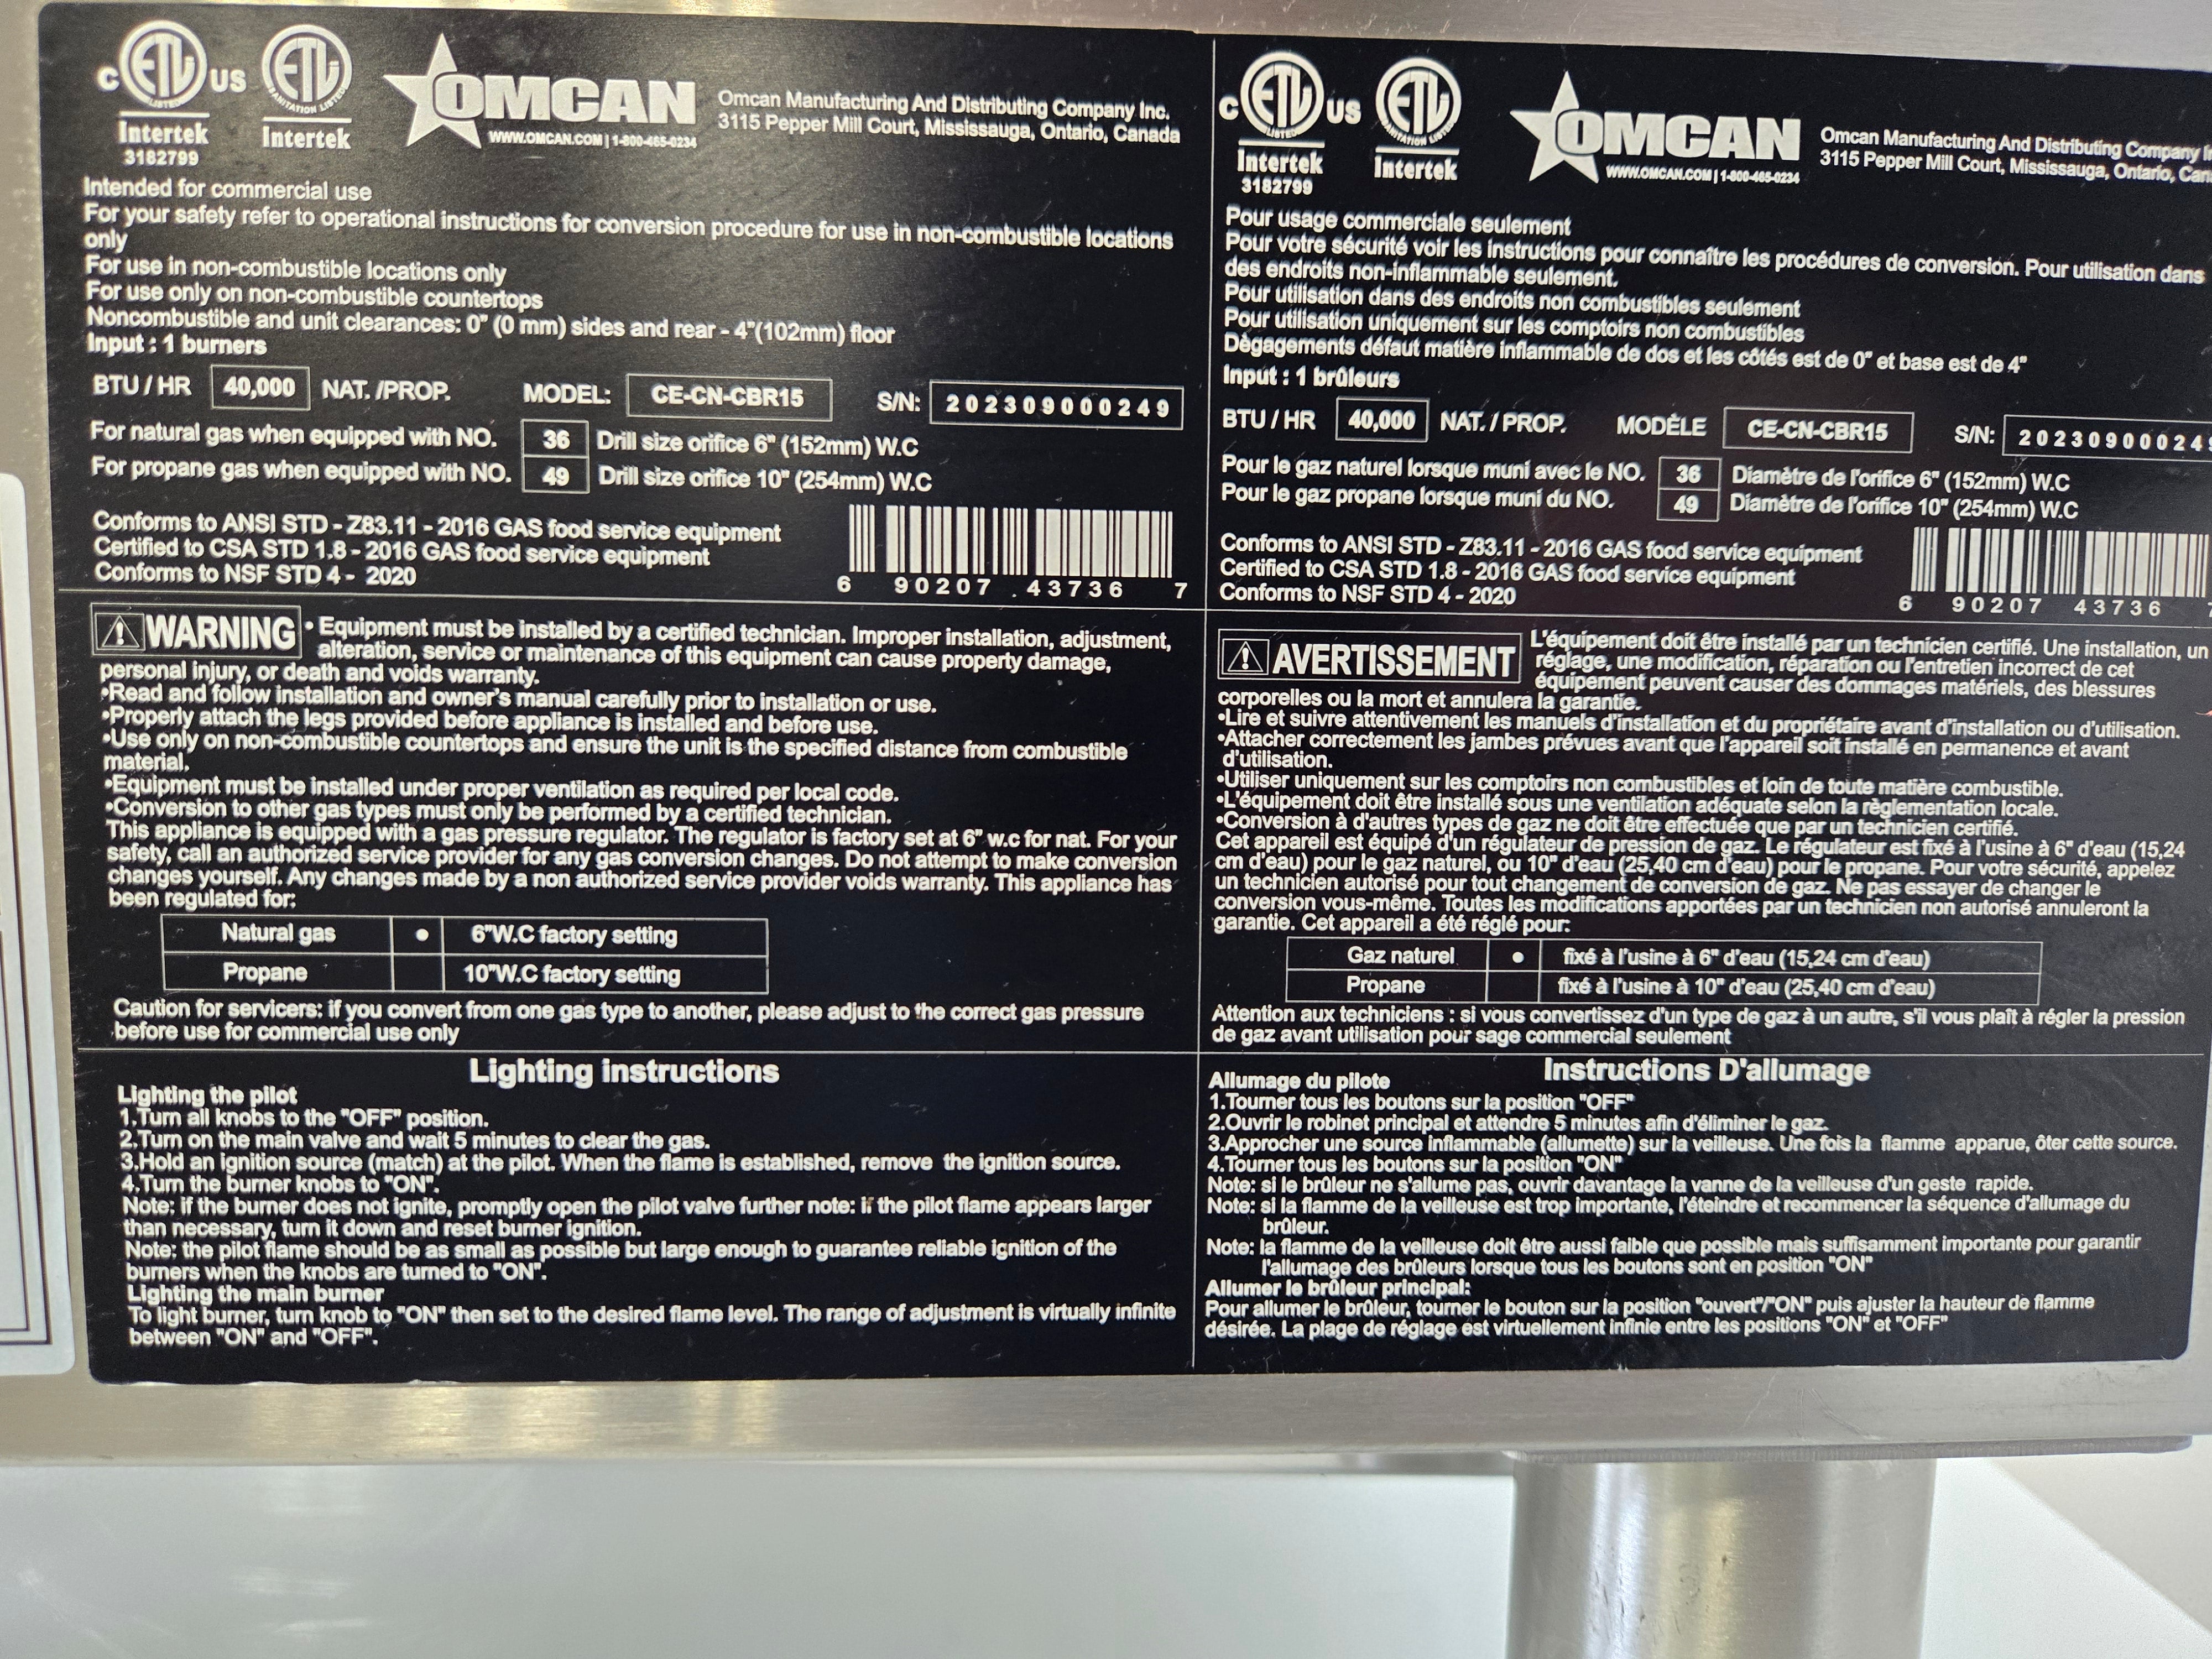 C ETL US
LISTED
Intertek
3182799
ETL
SANITATION LISTED
Intertek
OMCAN
WWW.OMCAN.COM | 1-800-465-0234
Omcan Manufacturing And Distributing Company Inc.
3115 Pepper Mill Court, Mississauga, Ontario, Canada
Intended for commercial use
For your safety refer to operational instructions for conversion procedure for use in non-combustible locations
only
For use in non-combustible locations only
For use only on non-combustible countertops
Noncombustible and unit clearances: 0" (0 mm) sides and rear - 4"(102mm) floor
Input : 1 burners
BTU / HR 40,000 NAT. /PROP. MODEL: CE-CN-CBR15 S/N: 202309000249
For natural gas when equipped with NO. 36 Drill size orifice 6" (152mm) W.C
For propane gas when equipped with NO. 49 Drill size orifice 10" (254mm) W.C
Conforms to ANSI STD - Z83.11 - 2016 GAS food service equipment
Certified to CSA STD 1.8 - 2016 GAS food service equipment
Conforms to NSF STD 4 - 2020
6 90207 43736 7
WARNING • Equipment must be installed by a certified technician. Improper installation, adjustment,
alteration, service or maintenance of this equipment can cause property damage,
personal injury, or death and voids warranty.
•Read and follow installation and owner's manual carefully prior to installation or use.
•Properly attach the legs provided before appliance is installed and before use.
•Use only on non-combustible countertops and ensure the unit is the specified distance from combustible
material.
•Equipment must be installed under proper ventilation as required per local code.
•Conversion to other gas types must only be performed by a certified technician.
This appliance is equipped with a gas pressure regulator. The regulator is factory set at 6" w.c for nat. For your
safety, call an authorized service provider for any gas conversion changes. Do not attempt to make conversion
changes yourself. Any changes made by a non authorized service provider voids warranty. This appliance has
been regulated for:
Natural gas • 6"W.C factory setting
Propane 10"W.C factory setting
Caution for servicers: if you convert from one gas type to another, please adjust to the correct gas pressure
before use for commercial use only
Lighting instructions
Lighting the pilot
1.Turn all knobs to the "OFF" position.
2.Turn on the main valve and wait 5 minutes to clear the gas.
3.Hold an ignition source (match) at the pilot. When the flame is established, remove the ignition source.
4.Turn the burner knobs to "ON".
Note: if the burner does not ignite, promptly open the pilot valve further note: if the pilot flame appears larger
than necessary, turn it down and reset burner ignition.
Note: the pilot flame should be as small as possible but large enough to guarantee reliable ignition of the
burners when the knobs are turned to "ON".
Lighting the main burner
To light burner, turn knob to "ON" then set to the desired flame level. The range of adjustment is virtually infinite
between "ON" and "OFF".
C ETL US
LISTED
Intertek
3182799
ETL
SANITATION LISTED
Intertek
OMCAN
WWW.OMCAN.COM | 1-800-465-0234
Omcan Manufacturing And Distributing Company
3115 Pepper Mill Court, Mississauga, Ontario,
Pour usage commerciale seulement
Pour votre sécurité voir les instructions pour connaître les procédures de conversion. Pour utilisation dans
des endroits non-inflammable seulement.
Pour utilisation dans des endroits non combustibles seulement
Pour utilisation uniquement sur les comptoirs non combustibles
Dègagements défaut matière inflammable de dos et les côtés est de 0" et base est de 4"
Input : 1 brûleurs
BTU / HR 40,000 NAT. / PROP. MODÈLE CE-CN-CBR15 S/N: 20230900024
Pour le gaz naturel lorsque muni avec le NO. 36 Diamètre de l'orifice 6" (152mm) W.C
Pour le gaz propane lorsque muni du NO. 49 Diamètre de l'orifice 10" (254mm) W.C
Conforms to ANSI STD - Z83.11 - 2016 GAS food service equipment
Certified to CSA STD 1.8 - 2016 GAS food service equipment
Conforms to NSF STD 4 - 2020
6 90207 43736
AVERTISSEMENT L'équipement doit être installé par un technicien certifié. Une installation, un
réglage, une modification, réparation ou l'entretien incorrect de cet
équipement peuvent causer des dommages matériels, des blessures
corporelles ou la mort et annulera la garantie.
•Lire et suivre attentivement les manuels d'installation et du propriétaire avant d'installation ou d'utilisation.
•Attacher correctement les jambes prévues avant que l'appareil soit installé en permanence et avant
d'utilisation.
•Utiliser uniquement sur les comptoirs non combustibles et loin de toute matière combustible.
•L'équipement doit être installé sous une ventilation adéquate selon la règlementation locale.
•Conversion à d'autres types de gaz ne doit être effectuée que par un technicien certifié.
Cet appareil est équipé d'un régulateur de pression de gaz. Le régulateur est fixé à l'usine à 6" d'eau (15,24
cm d'eau) pour le gaz naturel, ou 10" d'eau (25,40 cm d'eau) pour le propane. Pour votre sécurité, appelez
un technicien autorisé pour tout changement de conversion de gaz. Ne pas essayer de changer le
conversion vous-même. Toutes les modifications apportées par un technicien non autorisé annuleront la
garantie. Cet appareil a été réglé pour:
Gaz naturel • fixé à l'usine à 6" d'eau (15,24 cm d'eau)
Propane fixé à l'usine à 10" d'eau (25,40 cm d'eau)
Attention aux techniciens : si vous convertissez d'un type de gaz à un autre, s'il vous plaît à régler la pression
de gaz avant utilisation pour sage commercial seulement
Instructions D'allumage
Allumage du pilote
1.Tourner tous les boutons sur la position "OFF"
2.Ouvrir le robinet principal et attendre 5 minutes afin d'éliminer le gaz.
3.Approcher une source inflammable (allumette) sur la veilleuse. Une fois la flamme apparue, ôter cette source.
4.Tourner tous les boutons sur la position "ON"
Note: si le brûleur ne s'allume pas, ouvrir davantage la vanne de la veilleuse d'un geste rapide.
Note: si la flamme de la veilleuse est trop importante, l'éteindre et recommencer la séquence d'allumage du
brûleur.
Note: la flamme de la veilleuse doit être aussi faible que possible mais suffisamment importante pour garantir
l'allumage des brûleurs lorsque tous les boutons sont en position "ON"
Allumer le brûleur principal:
Pour allumer le brûleur, tourner le bouton sur la position "ouvert"/"ON" puis ajuster la hauteur de flamme
désirée. La plage de réglage est virtuellement infinie entre les positions "ON" et "OFF"